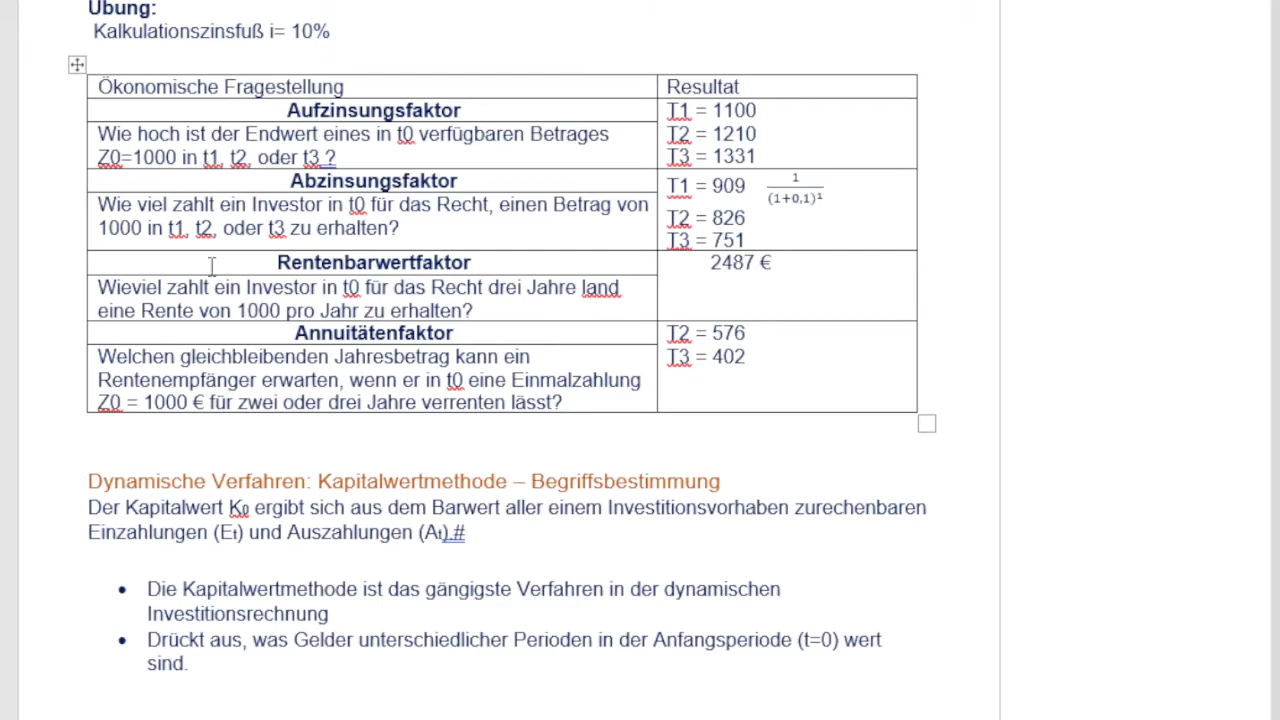 Übung:
Kalkulationszinsfuß i= 10%
Ökonomische Fragestellung
Resultat
Aufzinsungsfaktor
T1 = 1100
Wie hoch ist der Endwert eines in t0 verfügbaren Betrages
T2 = 1210
Z0=1000 in t1, t2, oder t3 ?
T3 = 1331
Abzinsungsfaktor
T1 = 909 1/(1+0,1)¹
Wie viel zahlt ein Investor in t0 für das Recht, einen Betrag von
T2 = 826
1000 in t1, t2, oder t3 zu erhalten?
T3 = 751
Rentenbarwertfaktor
2487 €
Wieviel zahlt ein Investor in t0 für das Recht drei Jahre land
eine Rente von 1000 pro Jahr zu erhalten?
Annuitätenfaktor
T2 = 576
Welchen gleichbleibenden Jahresbetrag kann ein
T3 = 402
Rentenempfänger erwarten, wenn er in t0 eine Einmalzahlung
Z0 = 1000 € für zwei oder drei Jahre verrenten lässt?
Dynamische Verfahren: Kapitalwertmethode – Begriffsbestimmung
Der Kapitalwert K₀ ergibt sich aus dem Barwert aller einem Investitionsvorhaben zurechenbaren
Einzahlungen (Et) und Auszahlungen (At).#
• Die Kapitalwertmethode ist das gängigste Verfahren in der dynamischen
Investitionsrechnung
• Drückt aus, was Gelder unterschiedlicher Perioden in der Anfangsperiode (t=0) wert
sind.